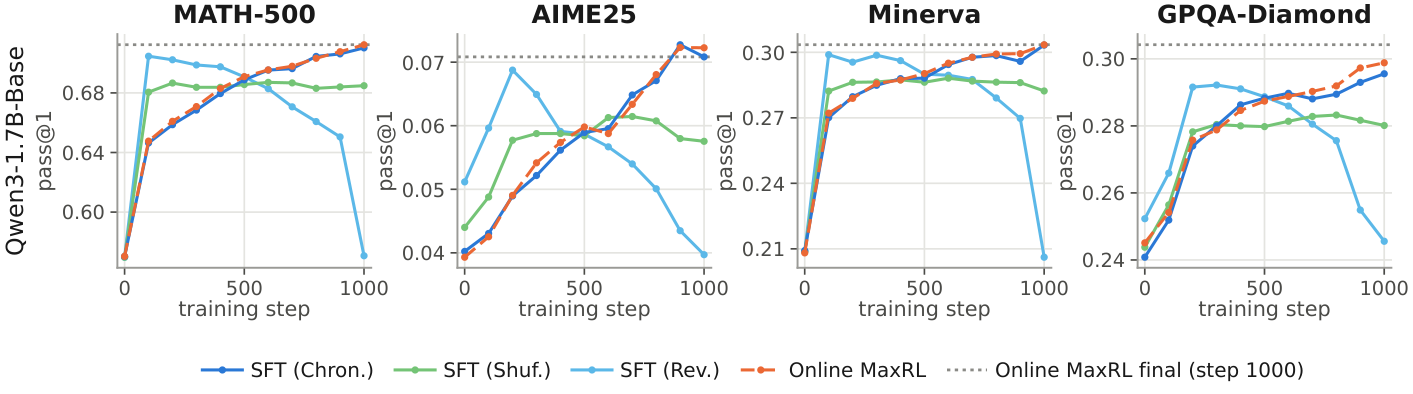 MATH-500 AIME25 Minerva GPQA-Diamond
Qwen3-1.7B-Base
pass@1
0.68
0.64
0.60
0 500 1000
training step
pass@1
0.07
0.06
0.05
0.04
0 500 1000
training step
pass@1
0.30
0.27
0.24
0.21
0 500 1000
training step
pass@1
0.30
0.28
0.26
0.24
0 500 1000
training step
SFT (Chron.) SFT (Shuf.) SFT (Rev.) Online MaxRL Online MaxRL final (step 1000)